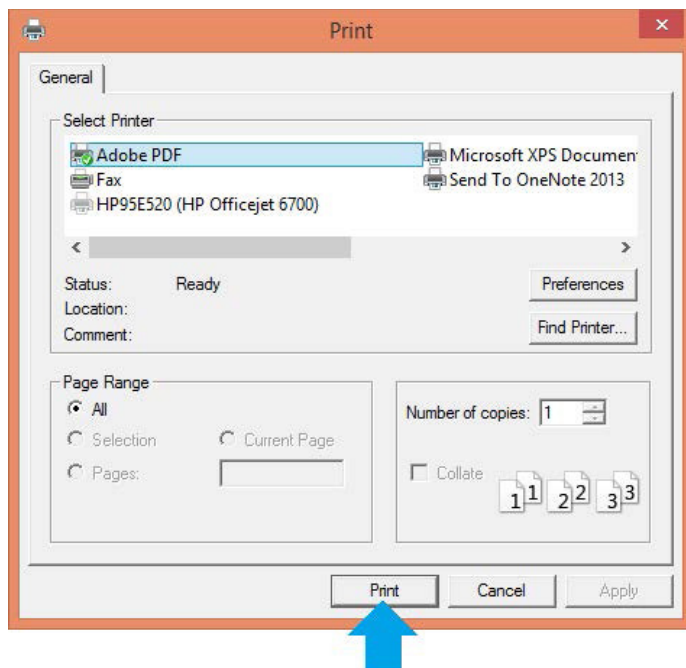 Print
General
Select Printer
Adobe PDF
Microsoft XPS Documen
Fax
Send To OneNote 2013
HP95E520 (HP Officejet 6700)
Status: Ready
Preferences
Location:
Comment:
Find Printer...
Page Range
All
Number of copies: 1
Selection
Current Page
Pages:
Collate
1 1 2 2 3 3
Print
Cancel
Apply